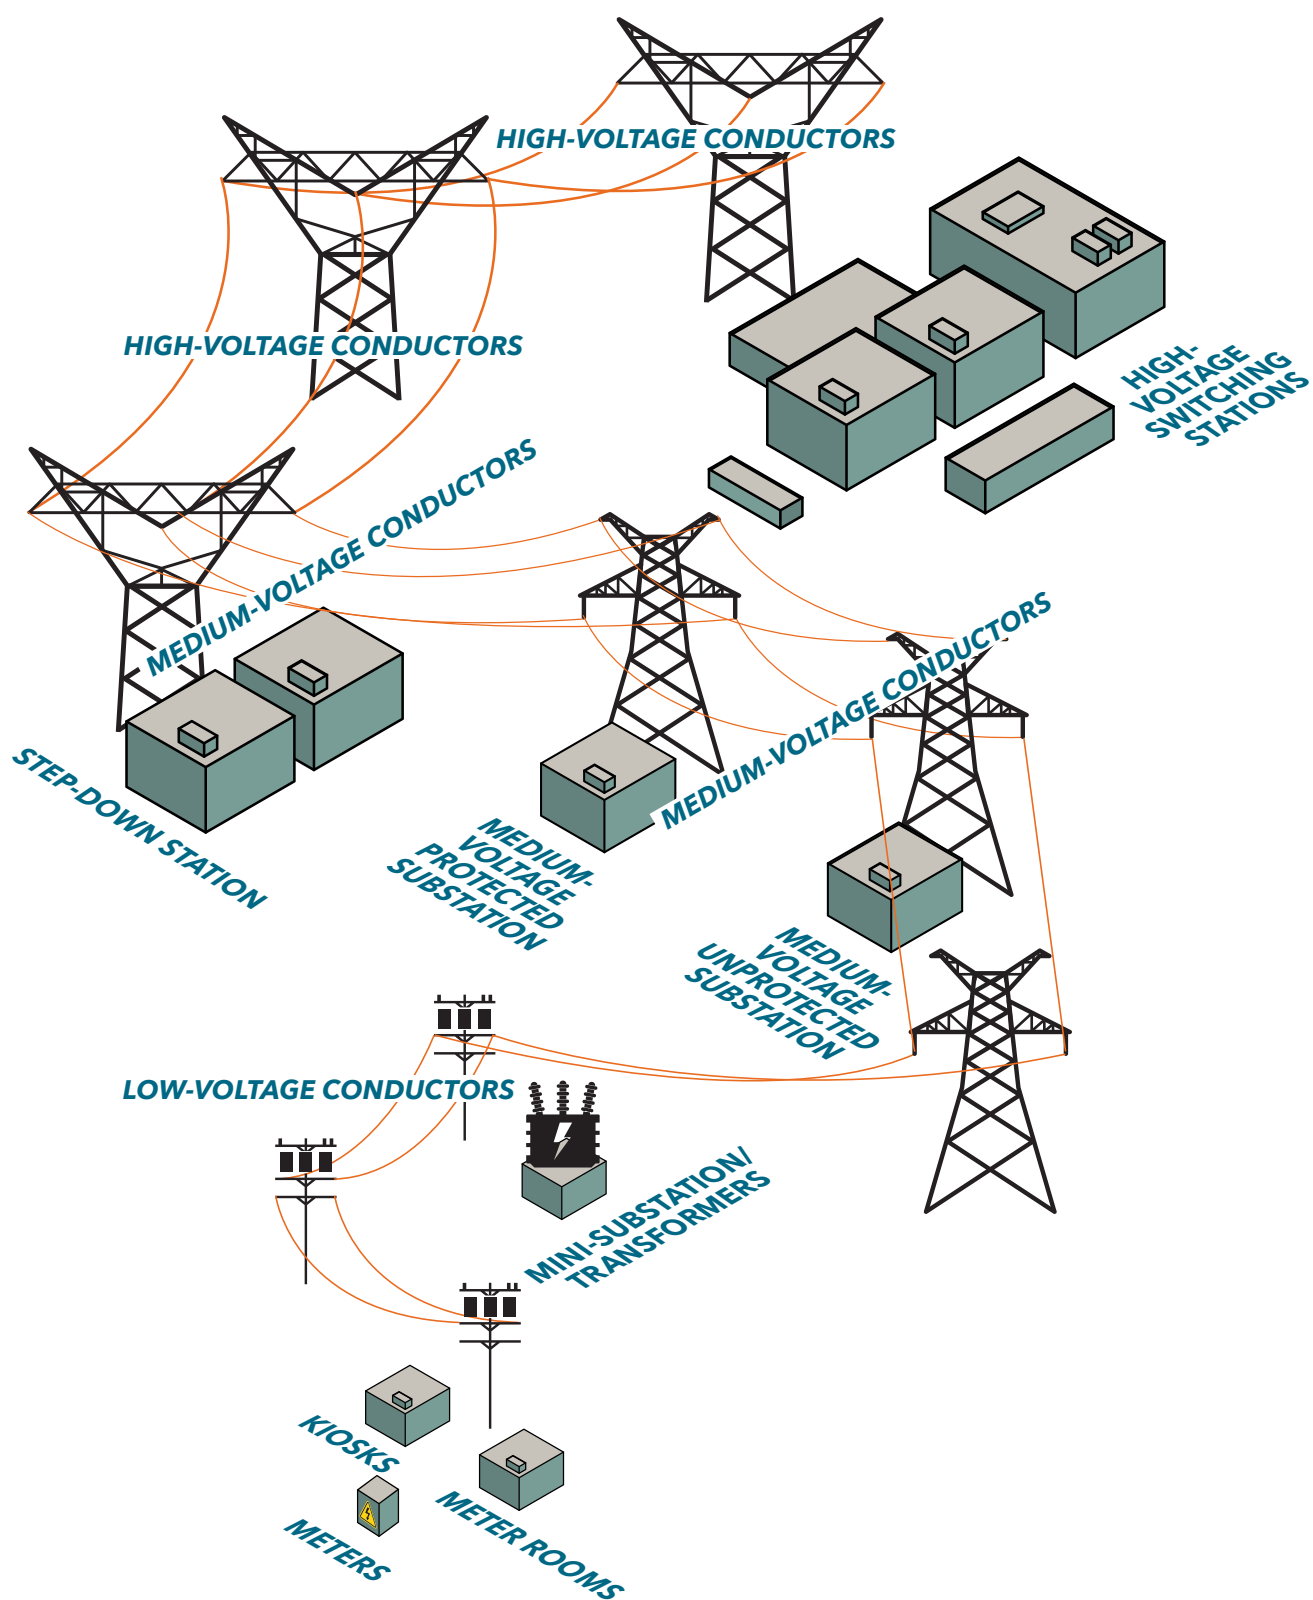 HIGH-VOLTAGE CONDUCTORS
HIGH-VOLTAGE CONDUCTORS
HIGH-
VOLTAGE
SWITCHING
STATIONS
MEDIUM-VOLTAGE CONDUCTORS
MEDIUM-VOLTAGE CONDUCTORS
STEP-DOWN STATION
MEDIUM-
VOLTAGE
PROTECTED
SUBSTATION
MEDIUM-
VOLTAGE
UNPROTECTED
SUBSTATION
LOW-VOLTAGE CONDUCTORS
MINI-SUBSTATION/
TRANSFORMERS
KIOSKS
METERS
METER ROOMS